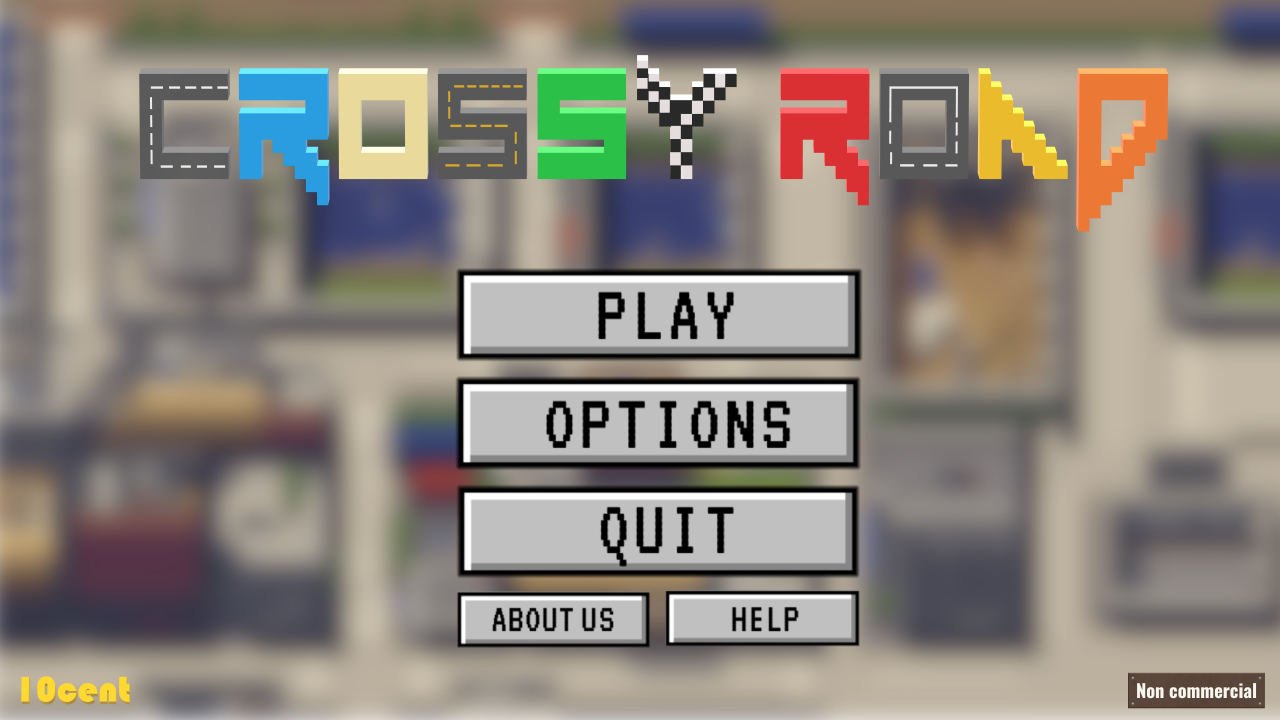 CROSSY ROAD
PLAY
OPTIONS
QUIT
ABOUT US
HELP
10cent
Non commercial